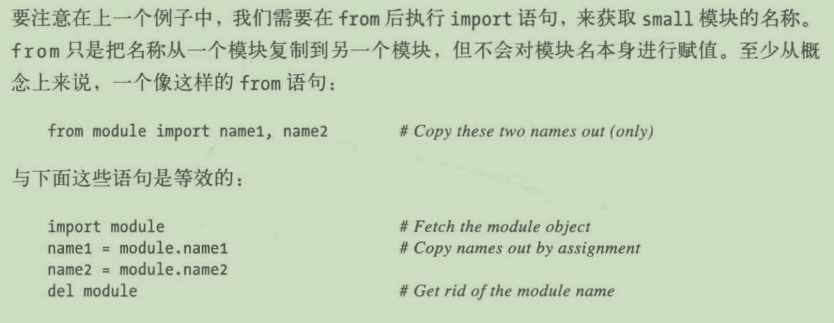 要注意在上一个例子中，我们需要在 from 后执行 import 语句，来获取 small 模块的名称。
from 只是把名称从一个模块复制到另一个模块，但不会对模块名本身进行赋值。至少从概
念上来说，一个像这样的 from 语句：
from module import name1, name2 # Copy these two names out (only)
与下面这些语句是等效的：
import module # Fetch the module object
name1 = module.name1 # Copy names out by assignment
name2 = module.name2
del module # Get rid of the module name